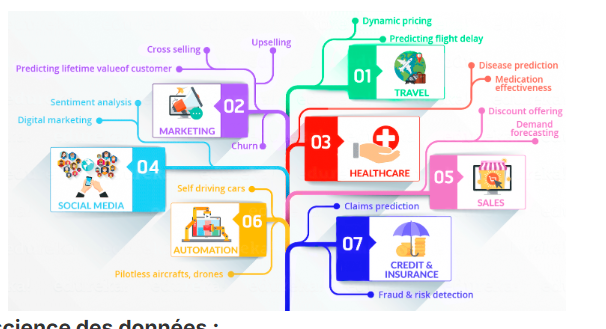 Dynamic pricing
Predicting flight delay
01
TRAVEL
Upselling
Cross selling
Predicting lifetime valueof customer
02
MARKETING
Churn
Disease prediction
Medication
effectiveness
03
HEALTHCARE
Sentiment analysis
Digital marketing
04
SOCIAL MEDIA
Discount offering
Demand
forecasting
05
SALES
Self driving cars
06
AUTOMATION
Pilotless aircrafts, drones
Claims prediction
07
CREDIT &
INSURANCE
Fraud & risk detection
science des données :